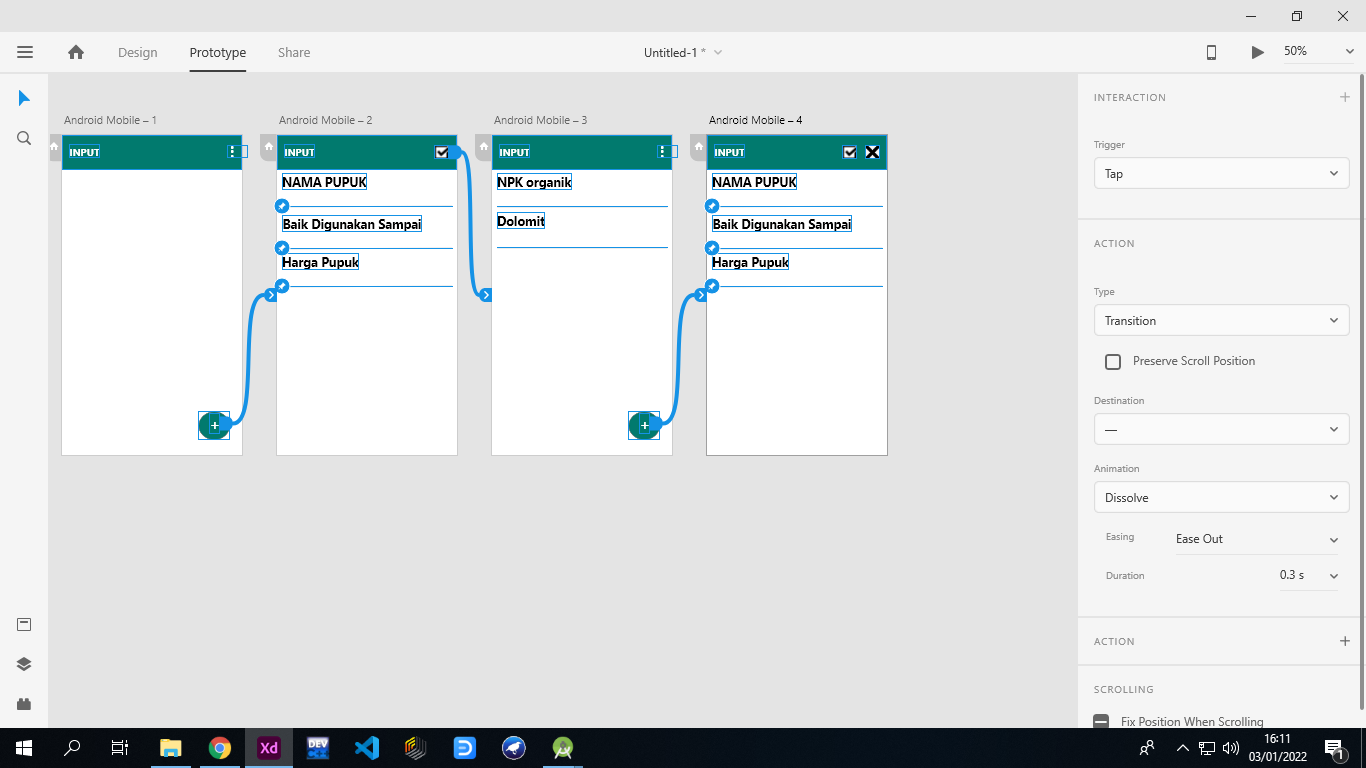 Design
Prototype
Share
Untitled-1 *
50%
Android Mobile – 1
Android Mobile – 2
Android Mobile – 3
Android Mobile – 4
INPUT
INPUT
INPUT
INPUT
NAMA PUPUK
Baik Digunakan Sampai
Harga Pupuk
NPK organik
Dolomit
NAMA PUPUK
Baik Digunakan Sampai
Harga Pupuk
+
+
INTERACTION
Trigger
Tap
ACTION
Type
Transition
Preserve Scroll Position
Destination
—
Animation
Dissolve
Easing
Ease Out
Duration
0.3 s
ACTION
SCROLLING
Fix Position When Scrolling
Xd
DEV
C++
16:11
03/01/2022
1